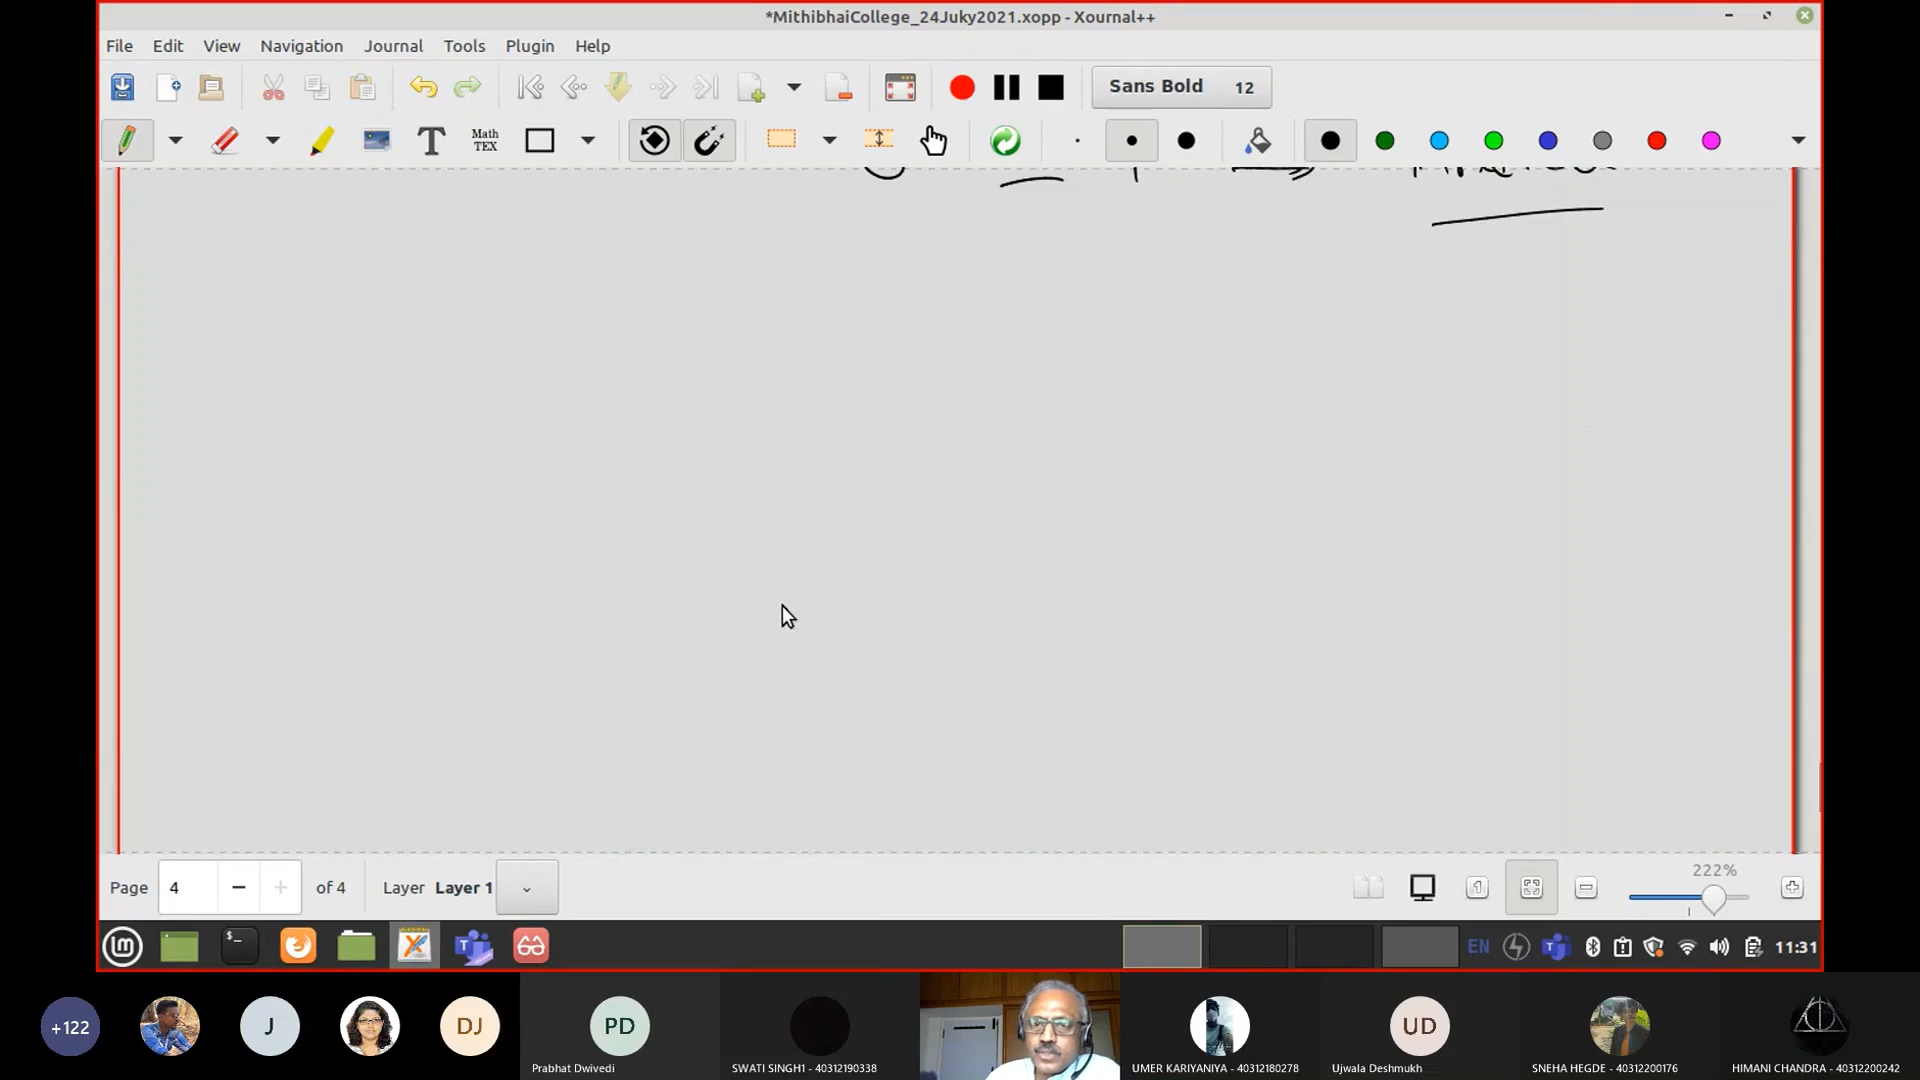 *MithibhaiCollege_24Juky2021.xopp - Xournal++
File Edit View Navigation Journal Tools Plugin Help
Sans Bold 12
T Math TEX
Page 4 of 4 Layer Layer 1
222%
1
$_
T
EN
T
11:31
+122
J
DJ
PD
UD
Prabhat Dwivedi
SWATI SINGH1 - 40312190338
UMER KARIYANIYA - 40312180278
Ujwala Deshmukh
SNEHA HEGDE - 40312200176
HIMANI CHANDRA - 40312200242